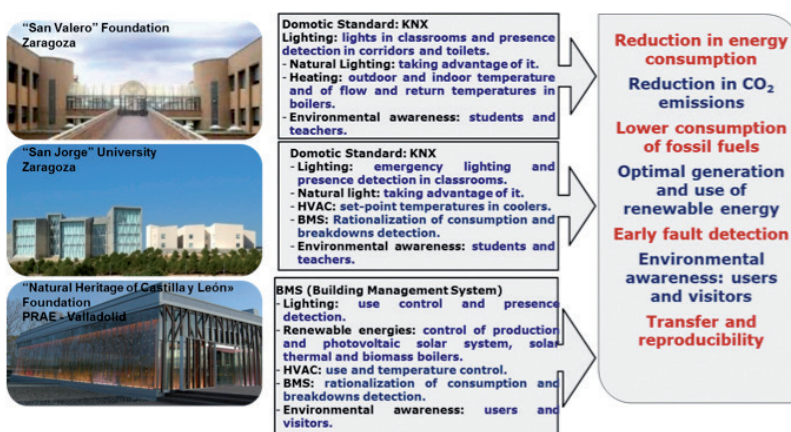 “San Valero” Foundation
Zaragoza
Domotic Standard: KNX
Lighting: lights in classrooms and presence
detection in corridors and toilets.
- Natural Lighting: taking advantage of it.
- Heating: outdoor and indoor temperature
and of flow and return temperatures in
boilers.
- Environmental awareness: students and
teachers.
“San Jorge” University
Zaragoza
Domotic Standard: KNX
- Lighting: emergency lighting and
presence detection in classrooms.
- Natural light: taking advantage of it.
- HVAC: set-point temperatures in coolers.
- BMS: Rationalization of consumption and
breakdowns detection.
- Environmental awareness: students and
teachers.
“Natural Heritage of Castilla y León»
Foundation
PRAE - Valladolid
BMS (Building Management System)
- Lighting: use control and presence
detection.
- Renewable energies: control of production
and photovoltaic solar system, solar
thermal and biomass boilers.
- HVAC: use and temperature control.
- BMS: rationalization of consumption and
breakdowns detection.
- Environmental awareness: users and
visitors.
Reduction in energy
consumption
Reduction in CO₂
emissions
Lower consumption
of fossil fuels
Optimal generation
and use of
renewable energy
Early fault detection
Environmental
awareness: users
and visitors
Transfer and
reproducibility